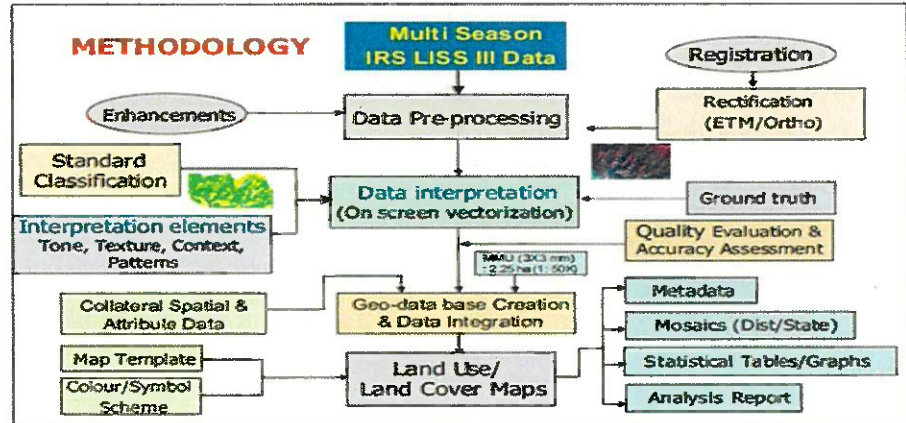 METHODOLOGY
Multi Season
IRS LISS III Data
Registration
Enhancements
Data Pre-processing
Rectification
(ETM/Ortho)
Standard
Classification
Data interpretation
(On screen vectorization)
Ground truth
Interpretation elements
Tone, Texture, Context,
Patterns
Quality Evaluation &
Accuracy Assessment
MMU (3X3 mm)
: 2.25 ha (1: 50K)
Collateral Spatial &
Attribute Data
Geo-data base Creation
& Data Integration
Metadata
Mosaics (Dist/State)
Map Template
Land Use/
Land Cover Maps
Statistical Tables/Graphs
Colour/Symbol
Scheme
Analysis Report